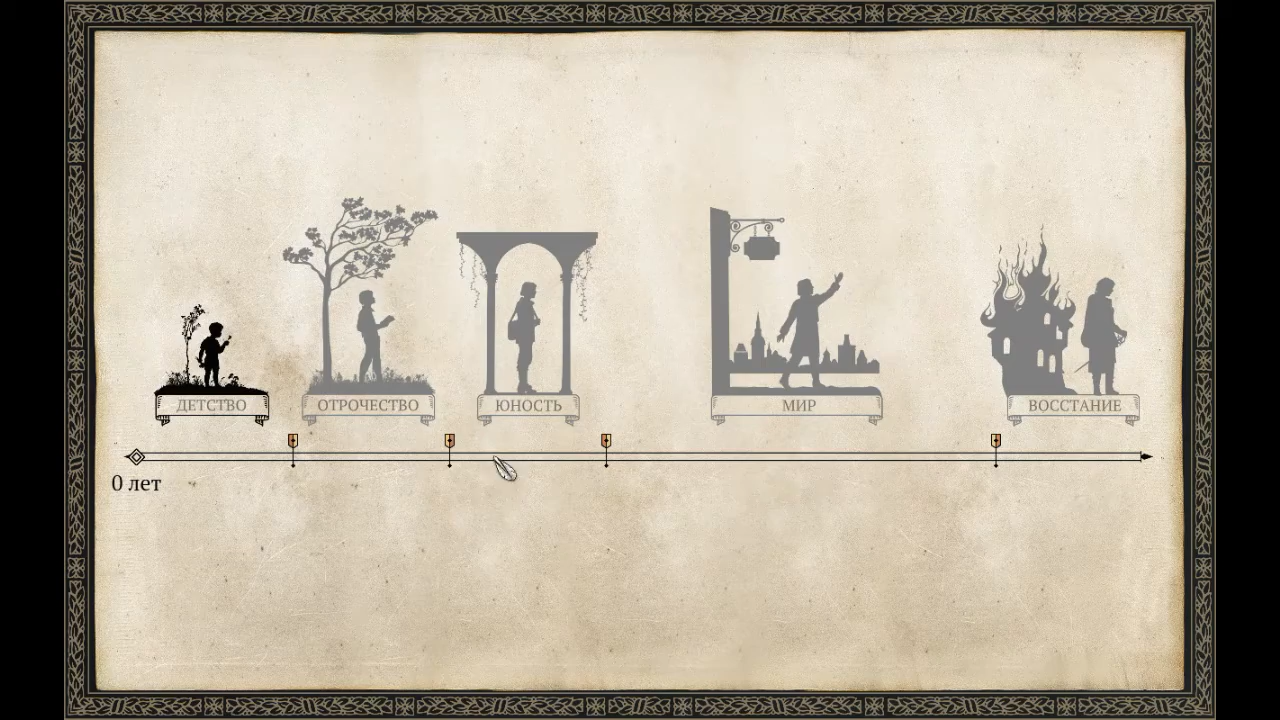 ДЕТСТВО
ОТРОЧЕСТВО
ЮНОСТЬ
МИР
ВОССТАНИЕ
0 лет